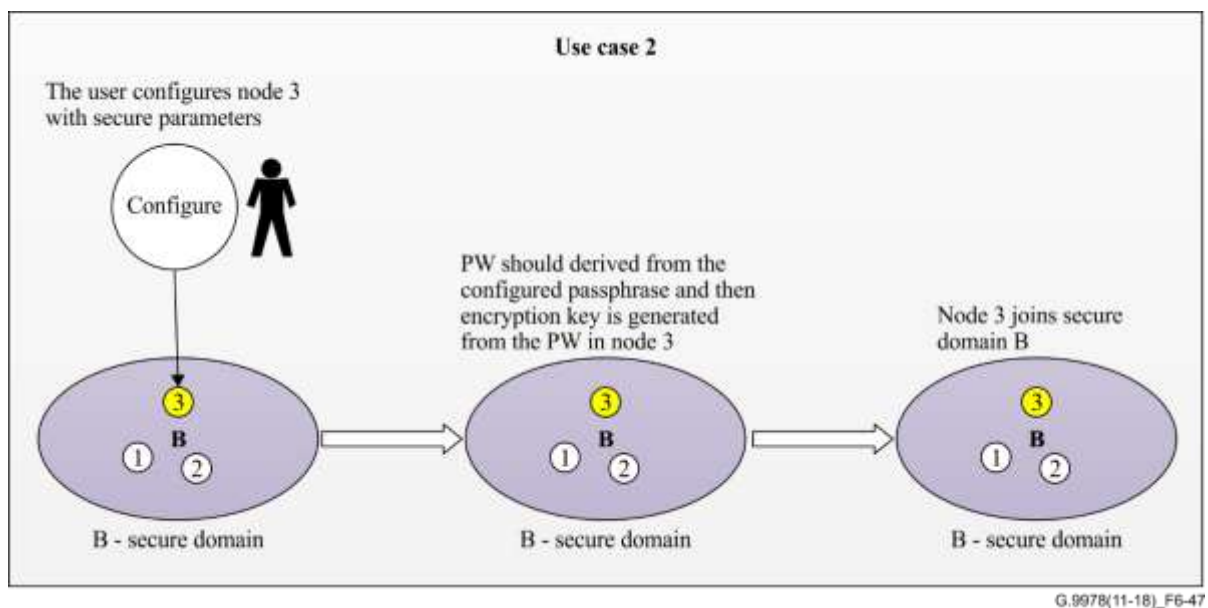 Use case 2
The user configures node 3
with secure parameters
Configure
PW should derived from the
configured passphrase and then
encryption key is generated
from the PW in node 3
Node 3 joins secure
domain B
3
B
1
2
3
B
1
2
3
B
1
2
B - secure domain
B - secure domain
B - secure domain
G.9978(11-18)_F6-47